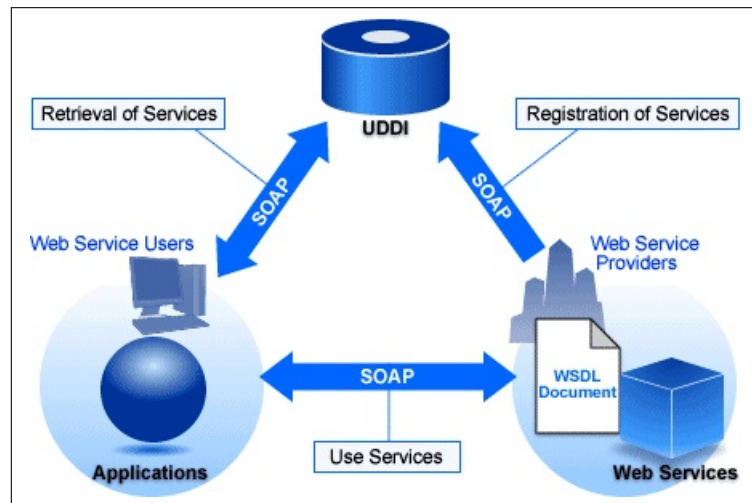 UDDI
Retrieval of Services
Registration of Services
SOAP
SOAP
Web Service Users
Web Service
Providers
SOAP
WSDL
Document
Use Services
Applications
Web Services